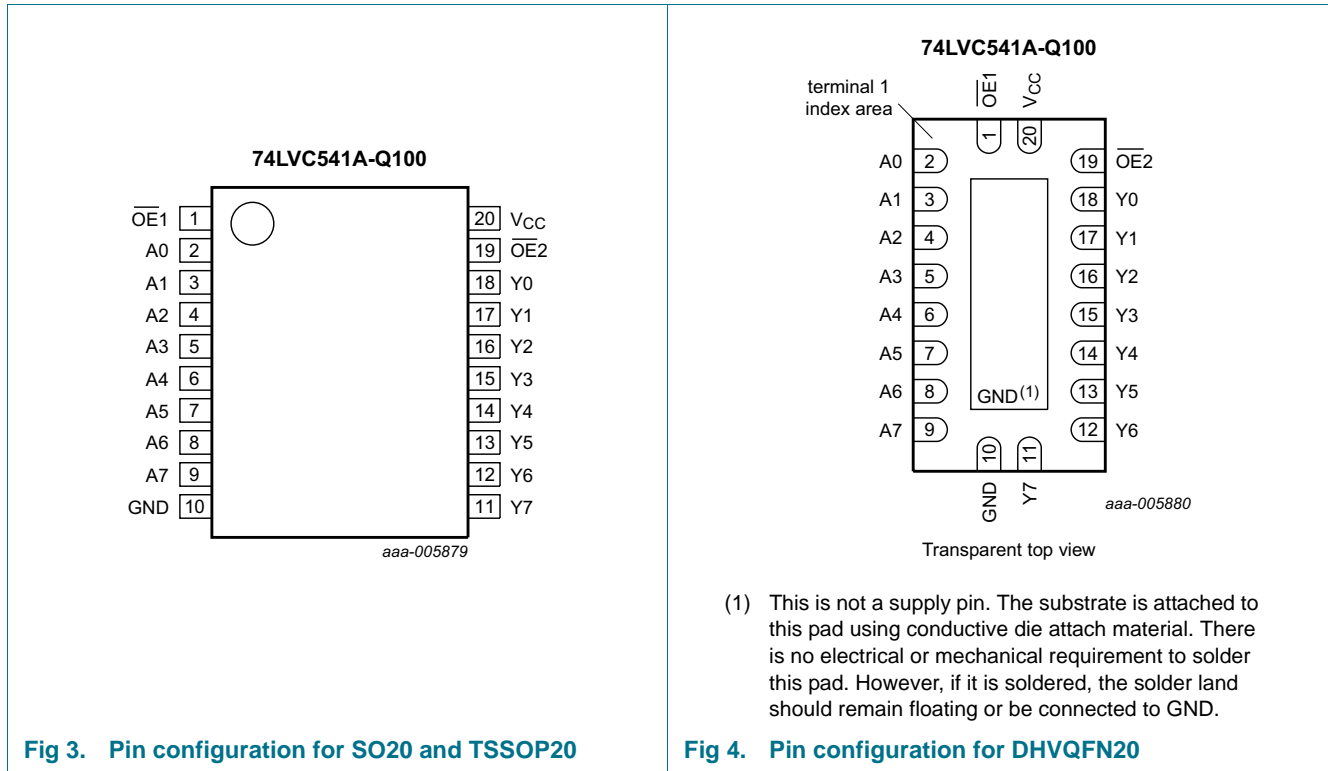 74LVC541A-Q100
OE1 1
A0 2
A1 3
A2 4
A3 5
A4 6
A5 7
A6 8
A7 9
GND 10
20 VCC
19 OE2
18 Y0
17 Y1
16 Y2
15 Y3
14 Y4
13 Y5
12 Y6
11 Y7
aaa-005879
Fig 3. Pin configuration for SO20 and TSSOP20
74LVC541A-Q100
terminal 1
index area
OE1
VCC
1
20
A0 2
A1 3
A2 4
A3 5
A4 6
A5 7
A6 8
A7 9
19 OE2
18 Y0
17 Y1
16 Y2
15 Y3
14 Y4
13 Y5
12 Y6
GND(1)
10
11
GND
Y7
aaa-005880
Transparent top view
(1) This is not a supply pin. The substrate is attached to
this pad using conductive die attach material. There
is no electrical or mechanical requirement to solder
this pad. However, if it is soldered, the solder land
should remain floating or be connected to GND.
Fig 4. Pin configuration for DHVQFN20